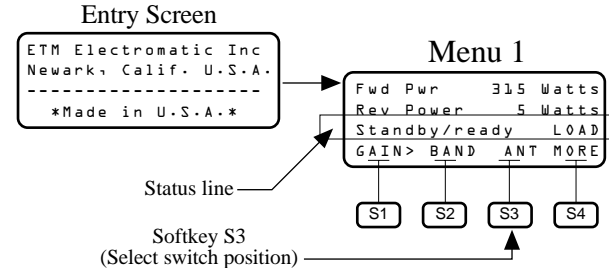 Entry Screen
ETM Electromatic Inc
Newark, Calif. U.S.A.
--------------------
*Made in U.S.A.*
Menu 1
Fwd Pwr 315 Watts
Rev Power 5 Watts
Standby/ready LOAD
GAIN> BAND ANT MORE
Status line
S1 S2 S3 S4
Softkey S3
(Select switch position)